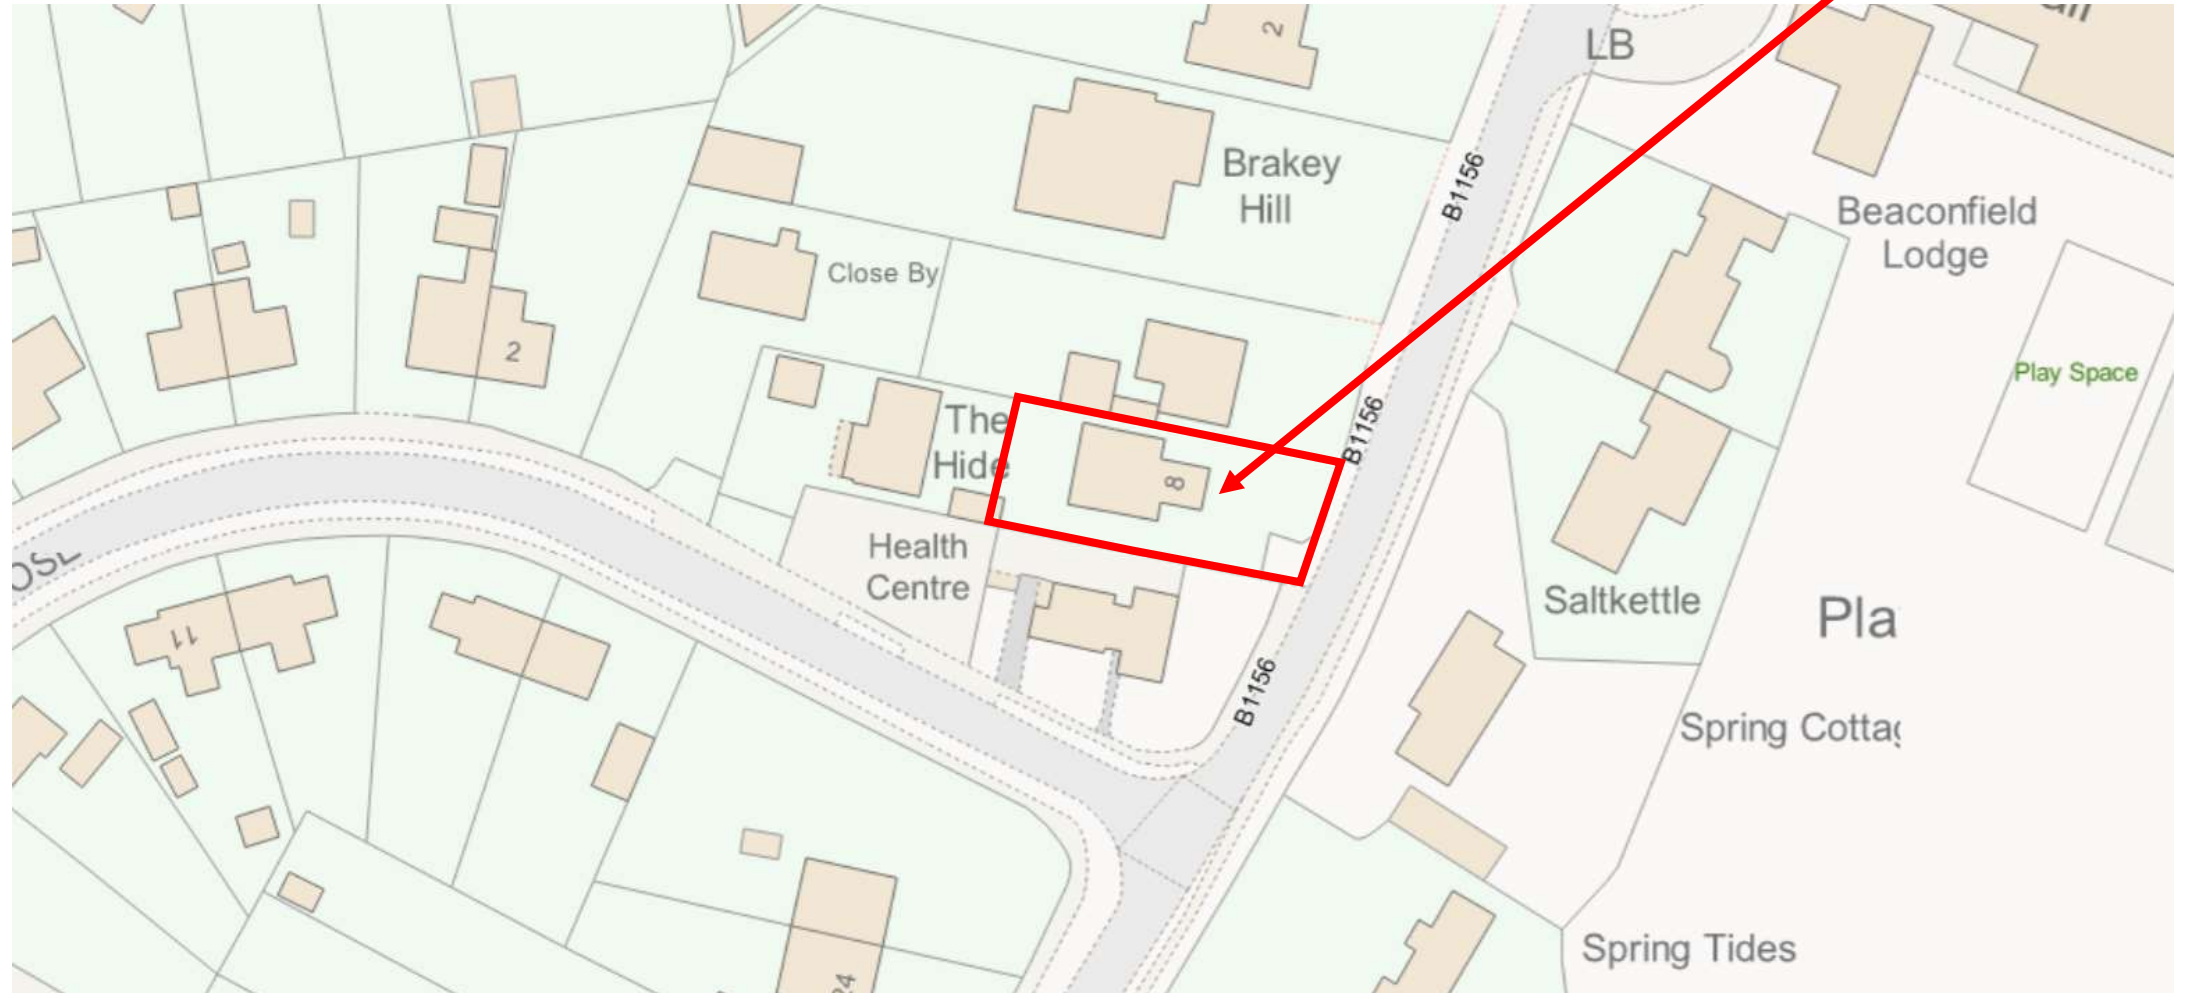 2
LB
Brakey
Hill
B1156
Beaconfield
Lodge
Close By
2
Play Space
The
Hide
B1156
8
Health
Centre
Saltkettle
Pla
11
B1156
Spring Cottag
Spring Tides
24